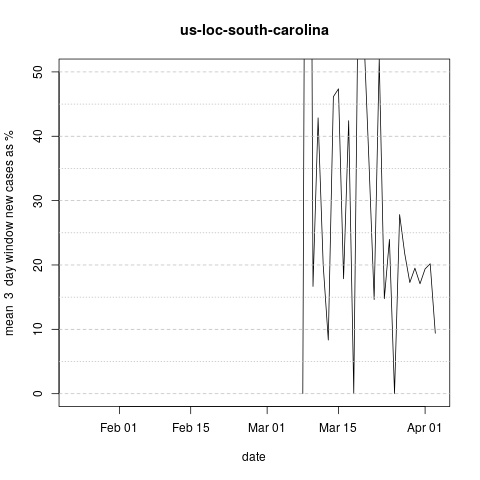 us-loc-south-carolina
mean 3 day window new cases as %
50
40
30
20
10
0
Feb 01 Feb 15 Mar 01 Mar 15 Apr 01
date